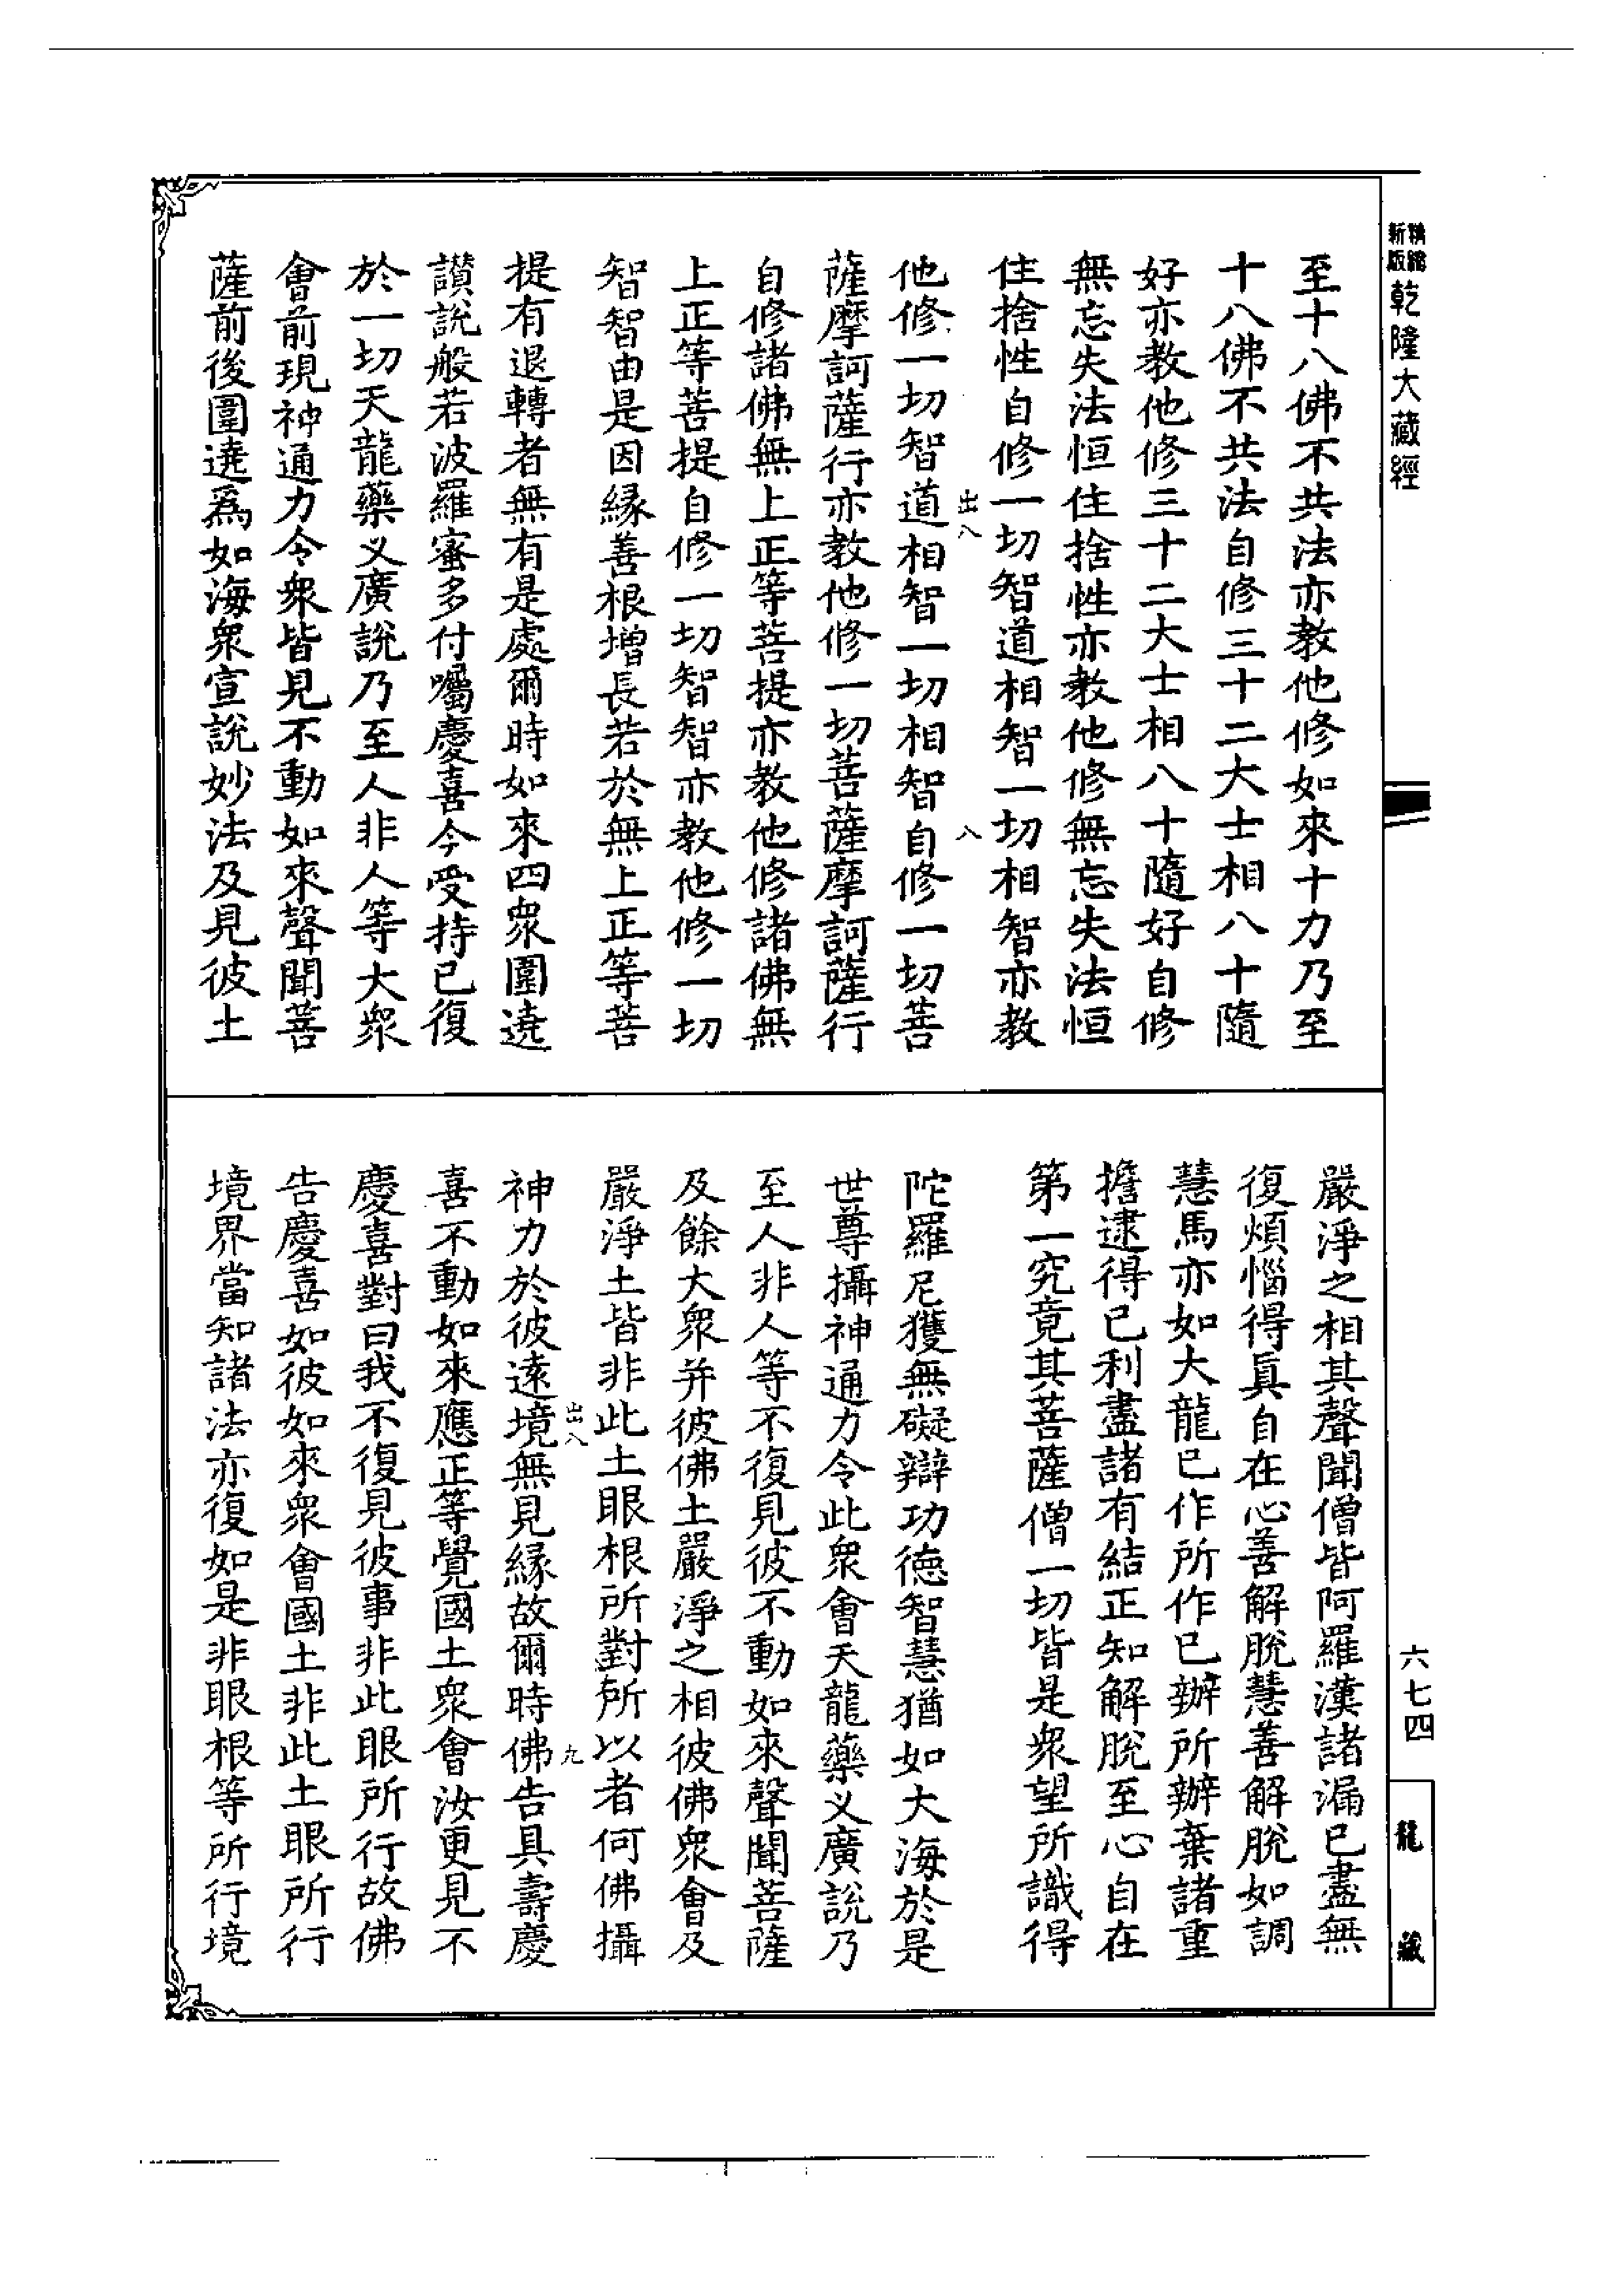 精縮新版乾隆大藏經
至十八佛不共法亦教他修如來十力乃至
十八佛不共法自修三十二大士相八十隨
好亦教他修三十二大士相八十隨好自修
無忘失法恒住捨性亦教他修無忘失法恒
住捨性自修一切智道相智一切相智亦教
出八
八
他修一切智道相智一切相智自修一切菩
薩摩訶薩行亦教他修一切菩薩摩訶薩行
自修諸佛無上正等菩提亦教他修諸佛無
上正等菩提自修一切智智亦教他修一切
智智由是因緣善根增長若於無上正等菩
提有退轉者無有是處爾時如來四眾圍遶
讚說般若波羅蜜多付囑慶喜令受持已復
於一切天龍藥叉廣說乃至人非人等大眾
會前現神通力令眾皆見不動如來聲聞菩
薩前後圍遶爲如海眾宣說妙法及見彼土
嚴淨之相其聲聞僧皆阿羅漢諸漏已盡無
復煩惱得眞自在心善解脫慧善解脫如調
慧馬亦如大龍已作所作已辦所辦棄諸重
擔逮得已利盡諸有結正知解脫至心自在
第一究竟其菩薩僧一切皆是眾望所識得
陀羅尼獲無礙辯功德智慧猶如大海於是
世尊攝神通力令此眾會天龍藥叉廣說乃
至人非人等不復見彼不動如來聲聞菩薩
及餘大眾并彼佛土嚴淨之相彼佛眾會及
嚴淨土皆非此土眼根所對所以者何佛攝
出八
九
神力於彼遠境無見緣故爾時佛告具壽慶
喜不動如來應正等覺國土眾會汝更見不
慶喜對曰我不復見彼事非此眼所行故佛
告慶喜如彼如來眾會國土非此土眼所行
境界當知諸法亦復如是非眼根等所行境
六七四
龍藏